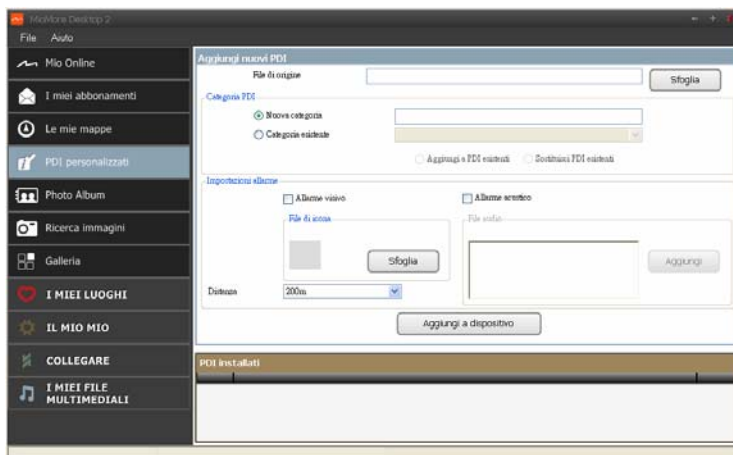 MioMore Desktop 2
File Aiuto
Mio Online
I miei abbonamenti
Le mie mappe
PDI personalizzati
Photo Album
Ricerca immagini
Galleria
I MIEI LUOGHI
IL MIO MIO
COLLEGARE
I MIEI FILE
MULTIMEDIALI
Aggiungi nuovi PDI
File di origine
Sfoglia
Categoria PDI
Nuova categoria
Categoria esistente
Aggiungi a PDI esistenti Sostituisci PDI esistenti
Impostazioni allarme
Allarme visivo Allarme acustico
File di icona File audio
Sfoglia
Aggiungi
Distanza 200m
Aggiungi a dispositivo
PDI installati